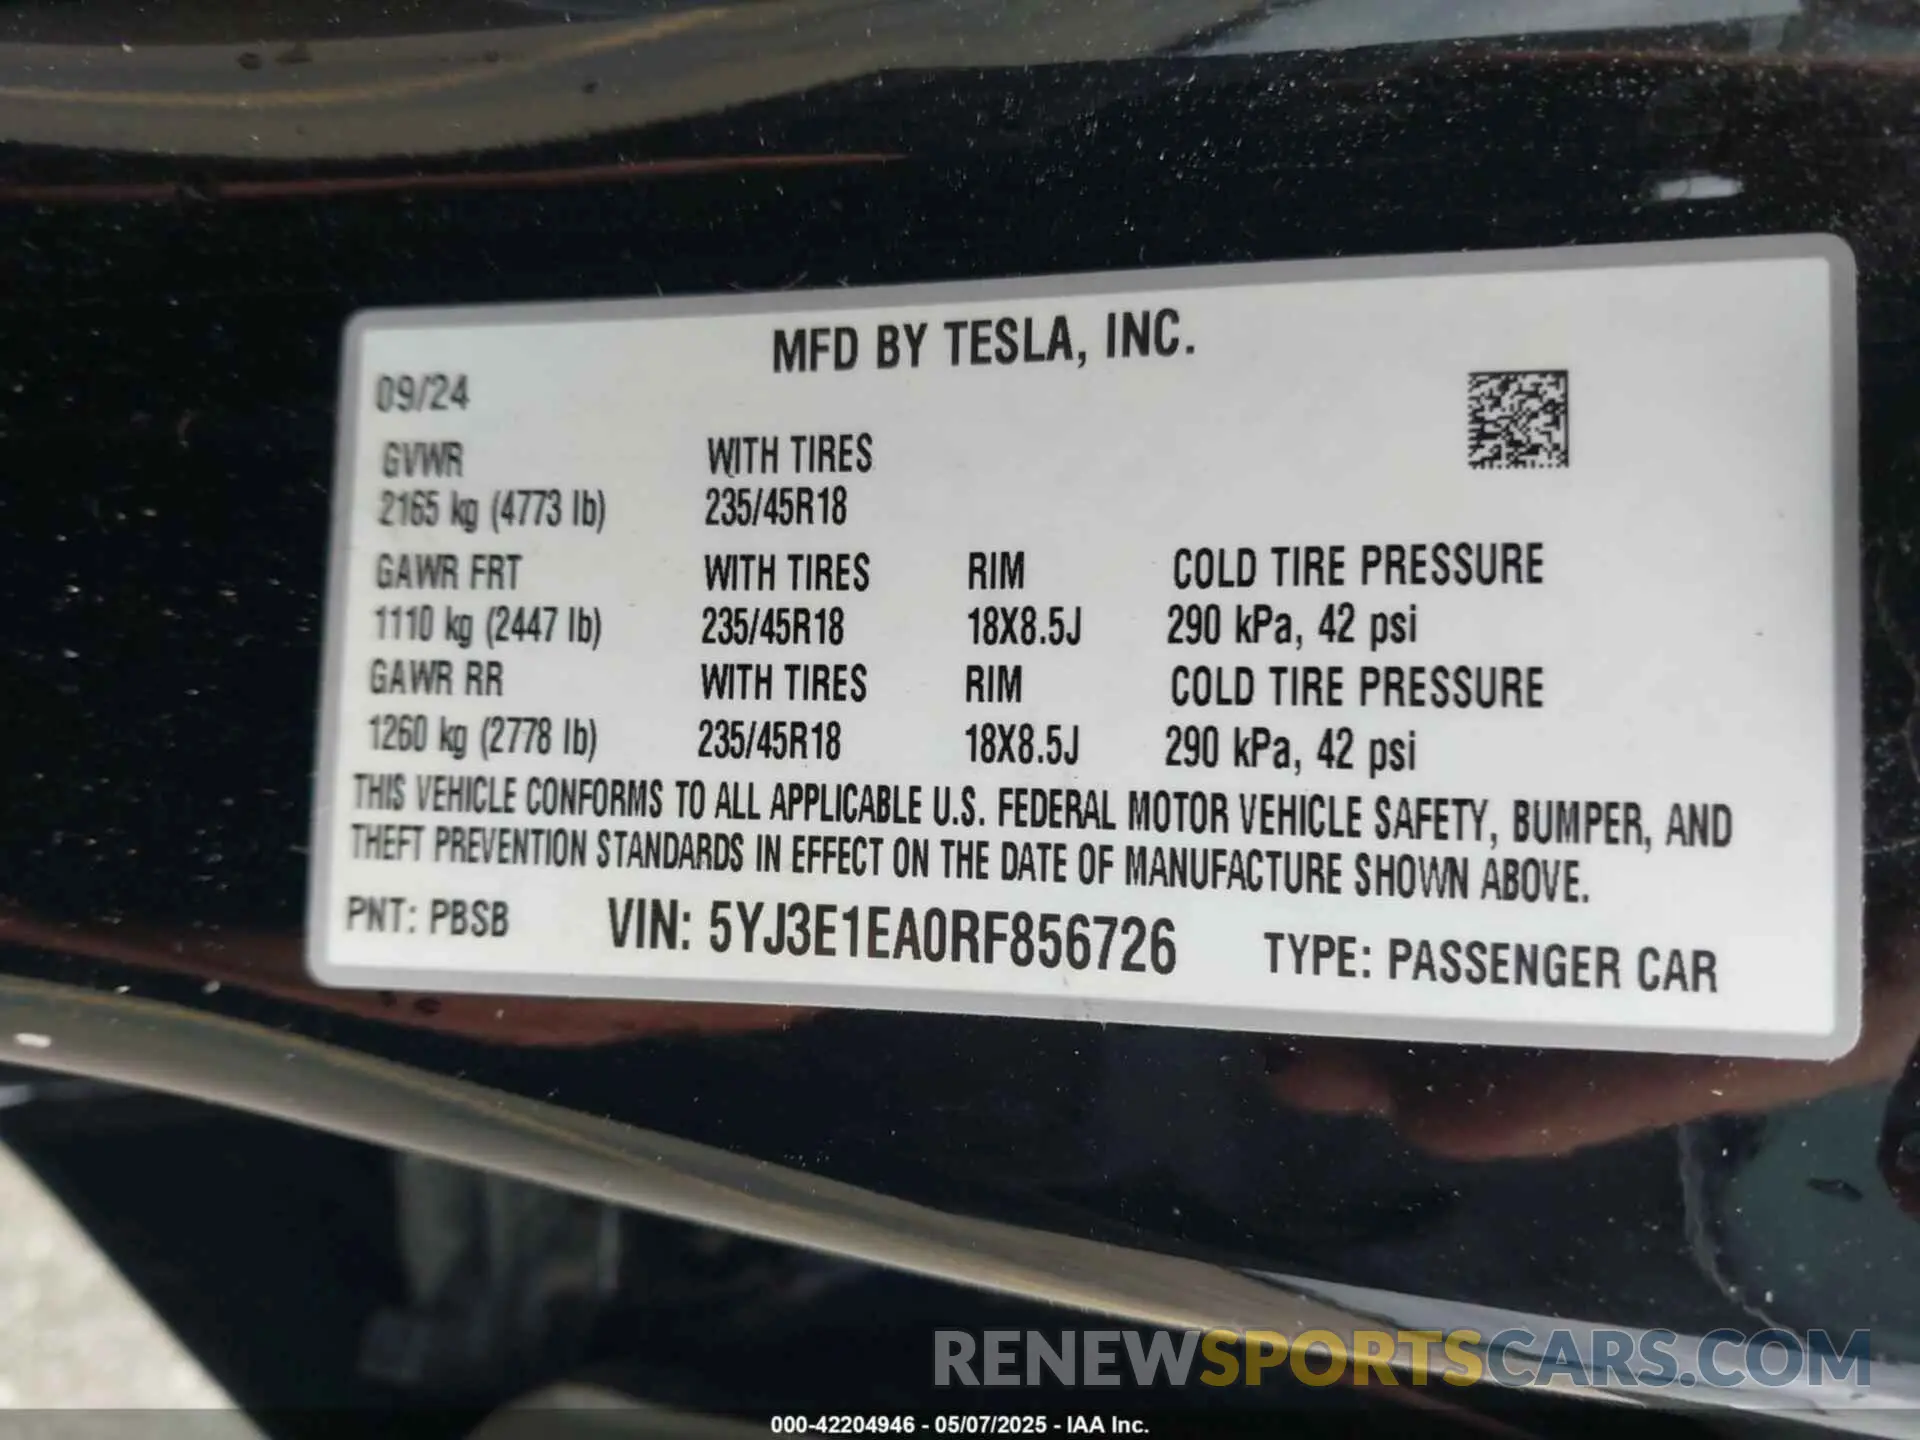 MFD BY TESLA, INC.
09/24
GVWR WITH TIRES
2165 kg (4773 lb) 235/45R18
GAWR FRT WITH TIRES RIM COLD TIRE PRESSURE
1110 kg (2447 lb) 235/45R18 18X8.5J 290 kPa, 42 psi
GAWR RR WITH TIRES RIM COLD TIRE PRESSURE
1260 kg (2778 lb) 235/45R18 18X8.5J 290 kPa, 42 psi
THIS VEHICLE CONFORMS TO ALL APPLICABLE U.S. FEDERAL MOTOR VEHICLE SAFETY, BUMPER, AND
THEFT PREVENTION STANDARDS IN EFFECT ON THE DATE OF MANUFACTURE SHOWN ABOVE.
PNT: PBSB VIN: 5YJ3E1EA0RF856726 TYPE: PASSENGER CAR
RENEWSPORTSCARS.COM
000-42204946 - 05/07/2025 - IAA Inc.